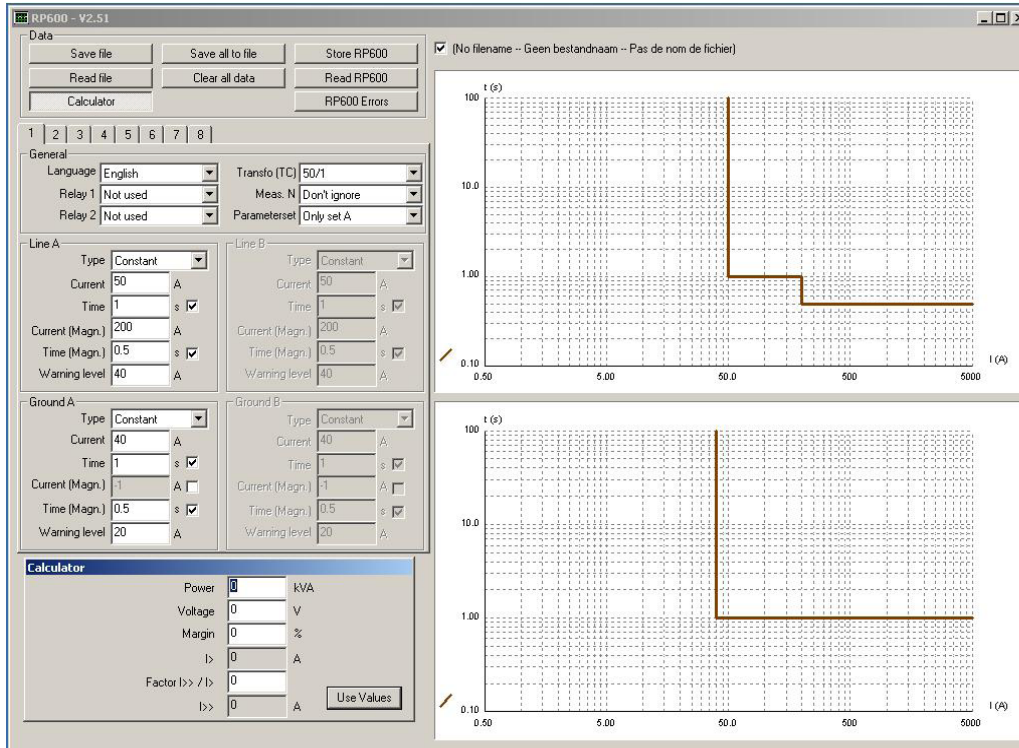 RP600 - V2.51
Data
Save file Save all to file Store RP600
Read file Clear all data Read RP600
Calculator RP600 Errors
(No filename -- Geen bestandnaam -- Pas de nom de fichier)
1 2 3 4 5 6 7 8
General
Language English Transfo (TC) 50/1
Relay 1 Not used Meas. N Don't ignore
Relay 2 Not used Parameterset Only set A
Line A
Type Constant
Current 50 A
Time 1 s
Current (Magn.) 200 A
Time (Magn.) 0.5 s
Warning level 40 A
Line B
Type Constant
Current 50 A
Time 1 s
Current (Magn.) 200 A
Time (Magn.) 0.5 s
Warning level 40 A
Ground A
Type Constant
Current 40 A
Time 1 s
Current (Magn.) -1 A
Time (Magn.) 0.5 s
Warning level 20 A
Ground B
Type Constant
Current 40 A
Time 1 s
Current (Magn.) -1 A
Time (Magn.) 0.5 s
Warning level 20 A
Calculator
Power 0 kVA
Voltage 0 V
Margin 0 %
I> 0 A
Factor I>> / I> 0
I>> 0 A
Use Values
t (s)
100
10.0
1.00
0.10
I (A)
0.50 5.00 50.0 500 5000
t (s)
100
10.0
1.00
0.10
I (A)
0.50 5.00 50.0 500 5000